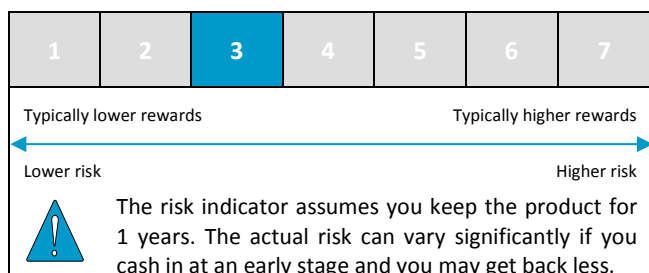 1 2 3 4 5 6 7
Typically lower rewards Typically higher rewards
Lower risk Higher risk
The risk indicator assumes you keep the product for
1 years. The actual risk can vary significantly if you
cash in at an early stage and you may get back less.